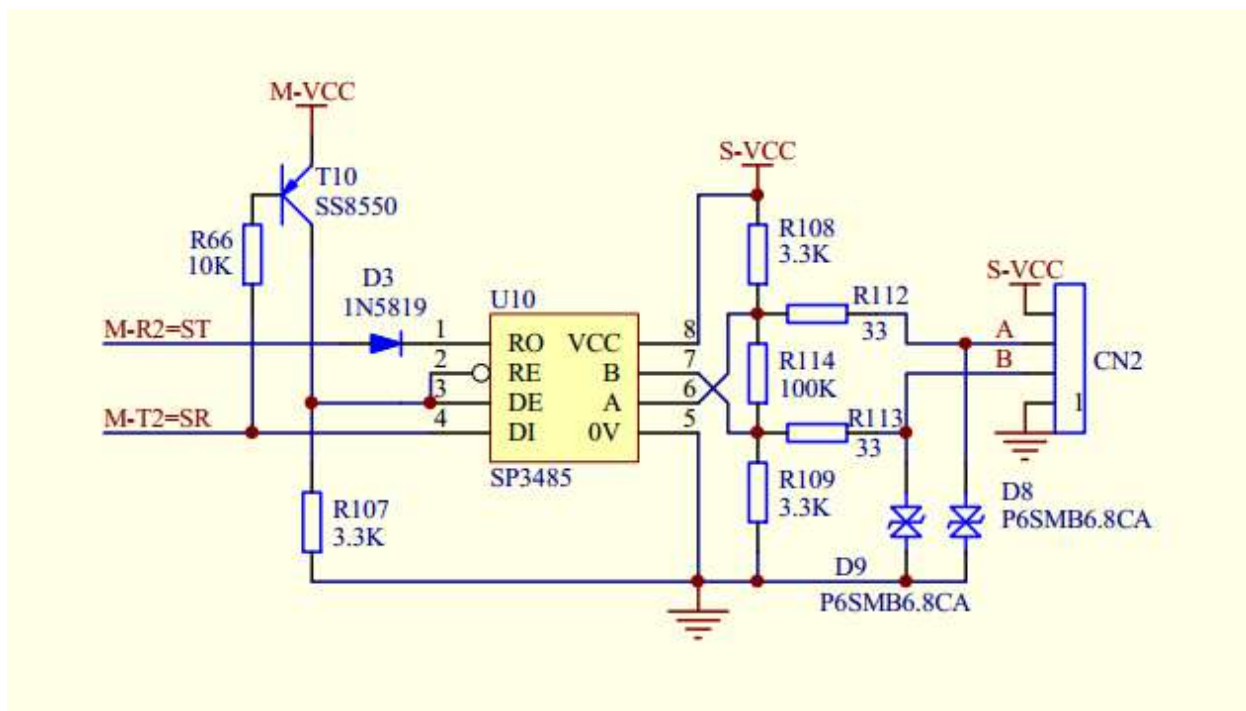 M-VCC
T10
SS8550
S-VCC
R66
10K
R108
3.3K
D3
1N5819
U10
S-VCC
R112
33
M-R2=ST
1
RO
VCC
8
A
2
RE
B
7
R114
100K
B
CN2
3
DE
A
6
M-T2=SR
4
DI
0V
5
R113
33
1
SP3485
R107
3.3K
R109
3.3K
D8
P6SMB6.8CA
D9
P6SMB6.8CA